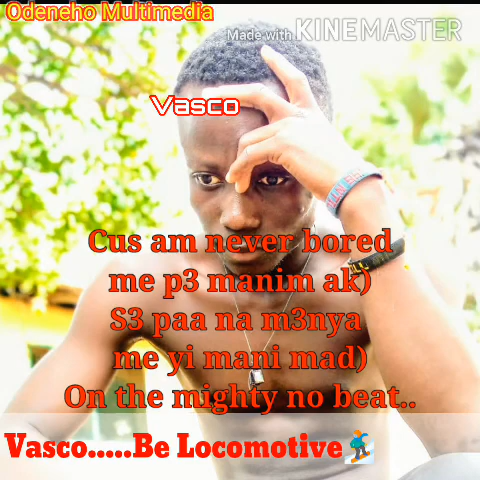 Odeneho Multimedia
Made with KINEMASTER
Vasco
Cus am never bored
me p3 manim ak)
S3 paa na m3nya
me yi mani mad)
On the mighty no beat..
Vasco.....Be Locomotive🏂